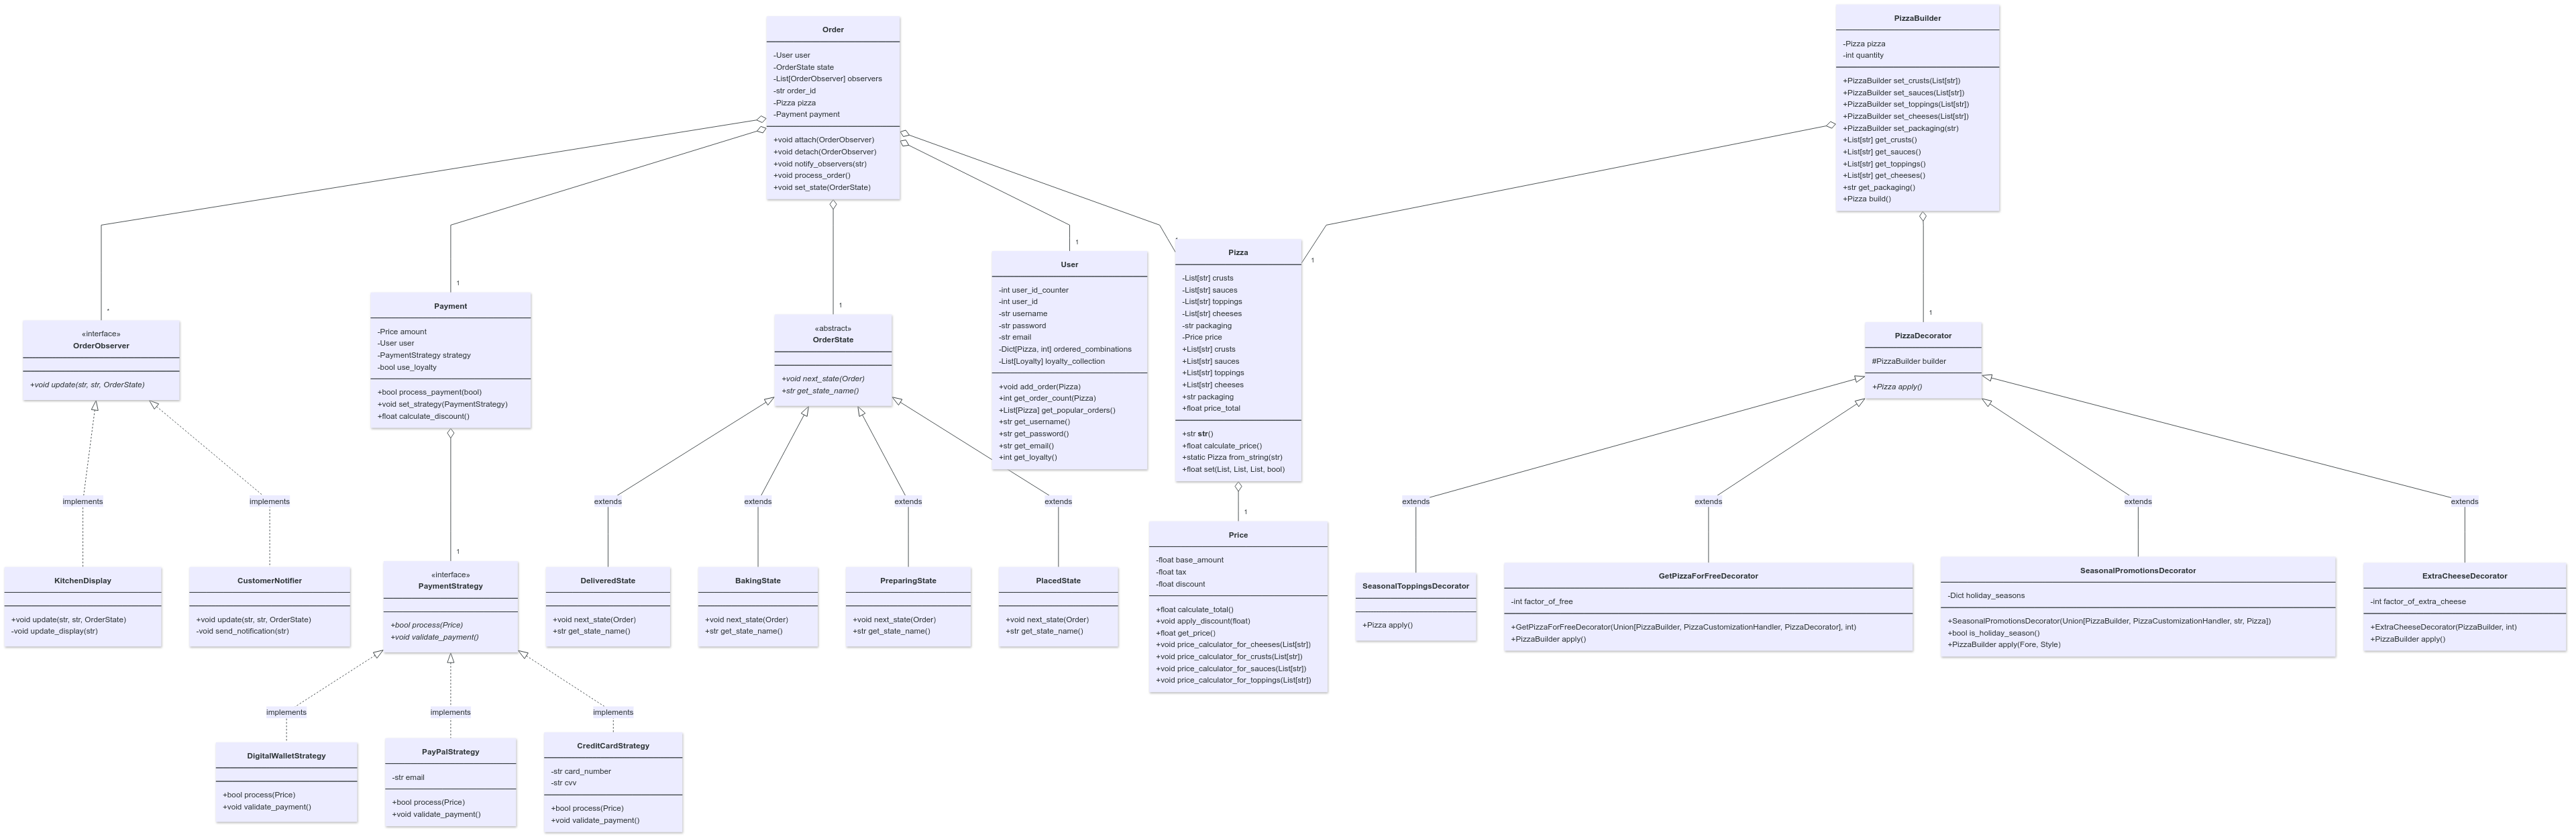 Order
-User user
-OrderState state
-List[OrderObserver] observers
-str order_id
-Pizza pizza
-Payment payment
+void attach(OrderObserver)
+void detach(OrderObserver)
+void notify_observers(str)
+void process_order()
+void set_state(OrderState)
PizzaBuilder
-Pizza pizza
-int quantity
+PizzaBuilder set_crusts(List[str])
+PizzaBuilder set_sauces(List[str])
+PizzaBuilder set_toppings(List[str])
+PizzaBuilder set_cheeses(List[str])
+PizzaBuilder set_packaging(str)
+List[str] get_crusts()
+List[str] get_sauces()
+List[str] get_toppings()
+List[str] get_cheeses()
+str get_packaging()
+Pizza build()
*
1
1
1
*
1
1
«interface»
OrderObserver
+void update(str, str, OrderState)
Payment
-Price amount
-User user
-PaymentStrategy strategy
-bool use_loyalty
+bool process_payment(bool)
+void set_strategy(PaymentStrategy)
+float calculate_discount()
«abstract»
OrderState
+void next_state(Order)
+str get_state_name()
User
-int user_id_counter
-int user_id
-str username
-str password
-str email
-Dict[Pizza, int] ordered_combinations
-List[Loyalty] loyalty_collection
+void add_order(Pizza)
+int get_order_count(Pizza)
+List[Pizza] get_popular_orders()
+str get_username()
+str get_password()
+str get_email()
+int get_loyalty()
Pizza
-List[str] crusts
-List[str] sauces
-List[str] toppings
-List[str] cheeses
-str packaging
-Price price
+List[str] crusts
+List[str] sauces
+List[str] toppings
+List[str] cheeses
+str packaging
+float price_total
+str str()
+float calculate_price()
+static Pizza from_string(str)
+float set(List, List, List, bool)
PizzaDecorator
#PizzaBuilder builder
+Pizza apply()
implements
implements
extends
extends
extends
extends
extends
extends
extends
extends
1
1
KitchenDisplay
+void update(str, str, OrderState)
-void update_display(str)
CustomerNotifier
+void update(str, str, OrderState)
-void send_notification(str)
«interface»
PaymentStrategy
+bool process(Price)
+void validate_payment()
DeliveredState
+void next_state(Order)
+str get_state_name()
BakingState
+void next_state(Order)
+str get_state_name()
PreparingState
+void next_state(Order)
+str get_state_name()
PlacedState
+void next_state(Order)
+str get_state_name()
Price
-float base_amount
-float tax
-float discount
+float calculate_total()
+void apply_discount(float)
+float get_price()
+void price_calculator_for_cheeses(List[str])
+void price_calculator_for_crusts(List[str])
+void price_calculator_for_sauces(List[str])
+void price_calculator_for_toppings(List[str])
SeasonalToppingsDecorator
+Pizza apply()
GetPizzaForFreeDecorator
-int factor_of_free
+GetPizzaForFreeDecorator(Union[PizzaBuilder, PizzaCustomizationHandler, PizzaDecorator], int)
+PizzaBuilder apply()
SeasonalPromotionsDecorator
-Dict holiday_seasons
+SeasonalPromotionsDecorator(Union[PizzaBuilder, PizzaCustomizationHandler, str, Pizza])
+bool is_holiday_season()
+PizzaBuilder apply(Fore, Style)
ExtraCheeseDecorator
-int factor_of_extra_cheese
+ExtraCheeseDecorator(PizzaBuilder, int)
+PizzaBuilder apply()
implements
implements
implements
DigitalWalletStrategy
+bool process(Price)
+void validate_payment()
PayPalStrategy
-str email
+bool process(Price)
+void validate_payment()
CreditCardStrategy
-str card_number
-str cvv
+bool process(Price)
+void validate_payment()